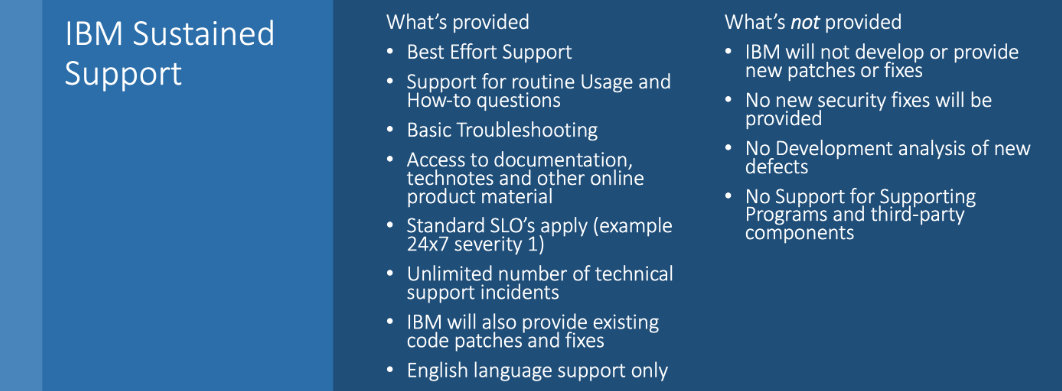 IBM Sustained
Support
What's provided
• Best Effort Support
• Support for routine Usage and
How-to questions
• Basic Troubleshooting
• Access to documentation,
technotes and other online
product material
• Standard SLO's apply (example
24x7 severity 1)
• Unlimited number of technical
support incidents
• IBM will also provide existing
code patches and fixes
• English language support only
What's not provided
• IBM will not develop or provide
new patches or fixes
• No new security fixes will be
provided
• No Development analysis of new
defects
• No Support for Supporting
Programs and third-party
components